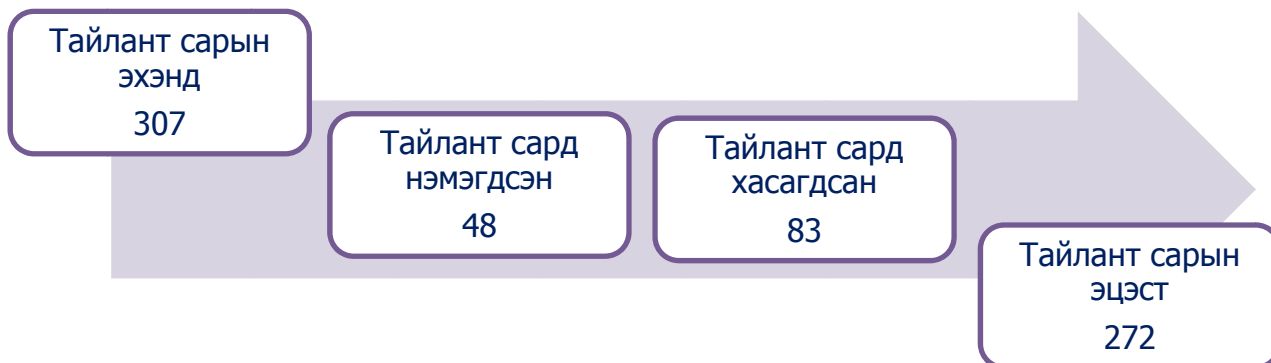 Тайлант сарын
эхэнд
307
Тайлант сард
нэмэгдсэн
48
Тайлант сард
хасагдсан
83
Тайлант сарын
эцэст
272